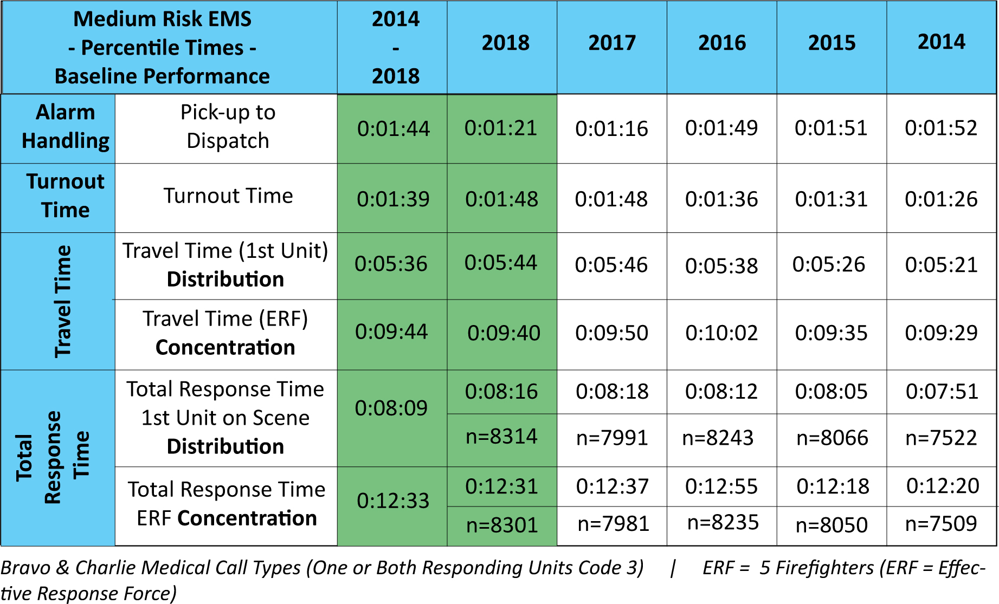 Medium Risk EMS
- Percentile Times -
Baseline Performance
2014
-
2018
2018
2017
2016
2015
2014
Alarm
Handling
Pick-up to
Dispatch
0:01:44
0:01:21
0:01:16
0:01:49
0:01:51
0:01:52
Turnout
Time
Turnout Time
0:01:39
0:01:48
0:01:48
0:01:36
0:01:31
0:01:26
Travel Time
Travel Time (1st Unit)
Distribution
0:05:36
0:05:44
0:05:46
0:05:38
0:05:26
0:05:21
Travel Time (ERF)
Concentration
0:09:44
0:09:40
0:09:50
0:10:02
0:09:35
0:09:29
Total
Response
Time
Total Response Time
1st Unit on Scene
Distribution
0:08:09
0:08:16
0:08:18
0:08:12
0:08:05
0:07:51
n=8314
n=7991
n=8243
n=8066
n=7522
Total Response Time
ERF Concentration
0:12:33
0:12:31
0:12:37
0:12:55
0:12:18
0:12:20
n=8301
n=7981
n=8235
n=8050
n=7509
Bravo & Charlie Medical Call Types (One or Both Responding Units Code 3) | ERF = 5 Firefighters (ERF = Effec-
tive Response Force)